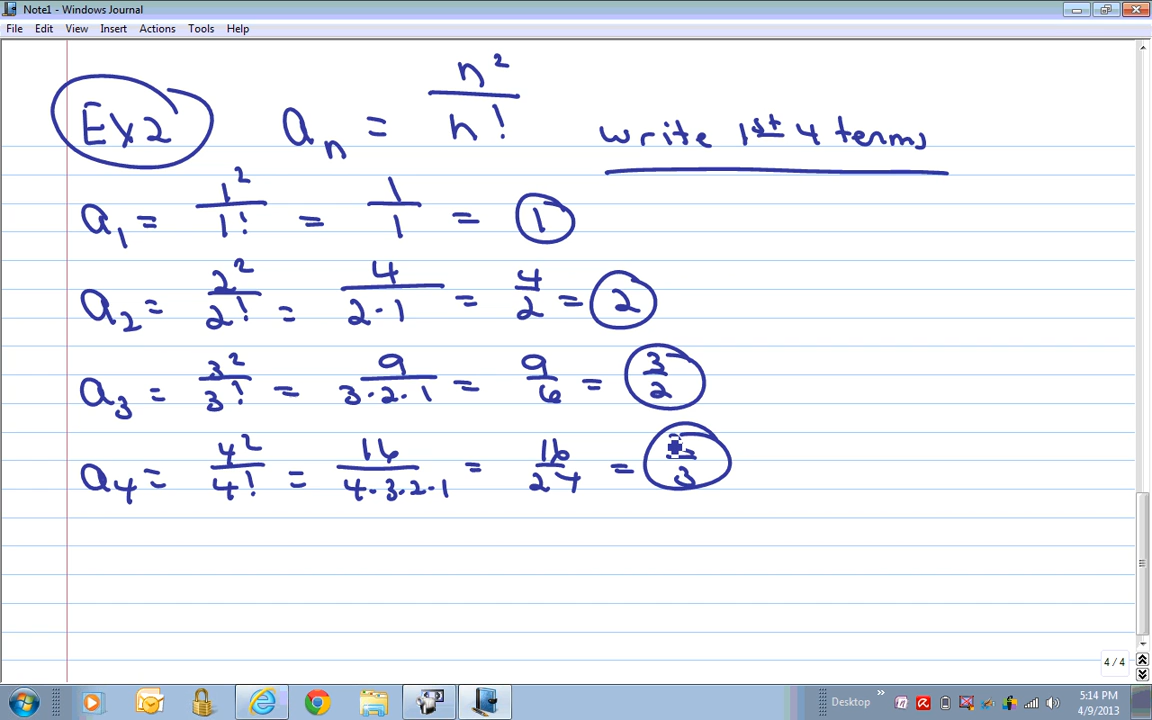 Note1 - Windows Journal
File Edit View Insert Actions Tools Help
Ex2 aₙ = n²/n! write 1st 4 terms
a₁ = 1²/1! = 1/1 = 1
a₂ = 2²/2! = 4/2·1 = 4/2 = 2
a₃ = 3²/3! = 9/3·2·1 = 9/6 = 3/2
a₄ = 4²/4! = 16/4·3·2·1 = 16/24 = /3
4 / 4
Desktop »
5:14 PM
4/9/2013